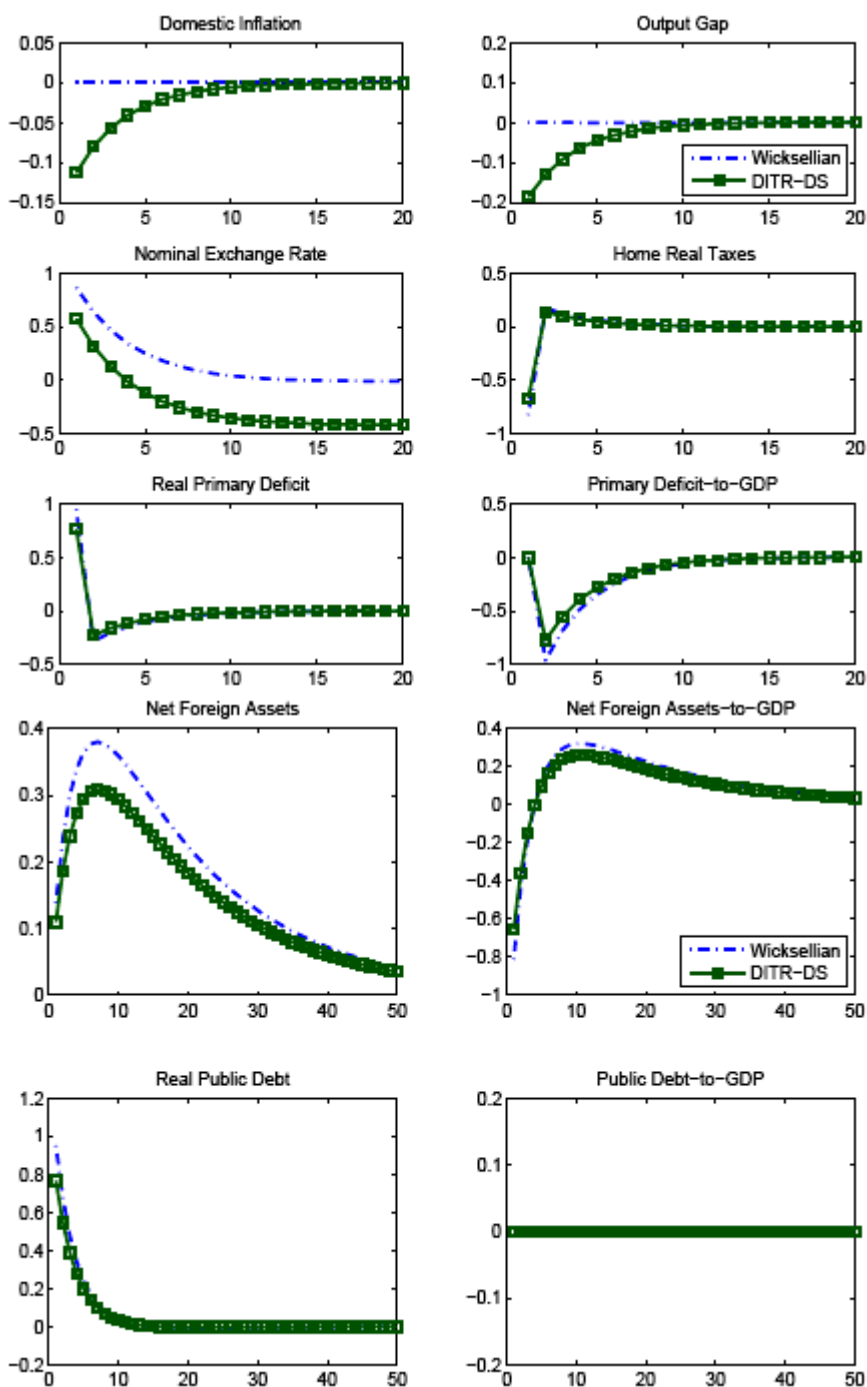 Domestic Inflation
0.05
0
−0.05
−0.1
−0.15
0 5 10 15 20
Output Gap
0.2
0.1
0
−0.1
−0.2
0 5 10 15 20
Wicksellian
DITR−DS
Nominal Exchange Rate
1
0.5
0
−0.5
0 5 10 15 20
Home Real Taxes
0.5
0
−0.5
−1
0 5 10 15 20
Real Primary Deficit
1
0.5
0
−0.5
0 5 10 15 20
Primary Deficit−to−GDP
0.5
0
−0.5
−1
0 5 10 15 20
Net Foreign Assets
0.4
0.3
0.2
0.1
0
0 10 20 30 40 50
Net Foreign Assets−to−GDP
0.4
0.2
0
−0.2
−0.4
−0.6
−0.8
−1
0 10 20 30 40 50
Wicksellian
DITR−DS
Real Public Debt
1.2
1
0.8
0.6
0.4
0.2
0
−0.2
0 10 20 30 40 50
Public Debt−to−GDP
0.2
0.1
0
−0.1
−0.2
0 10 20 30 40 50